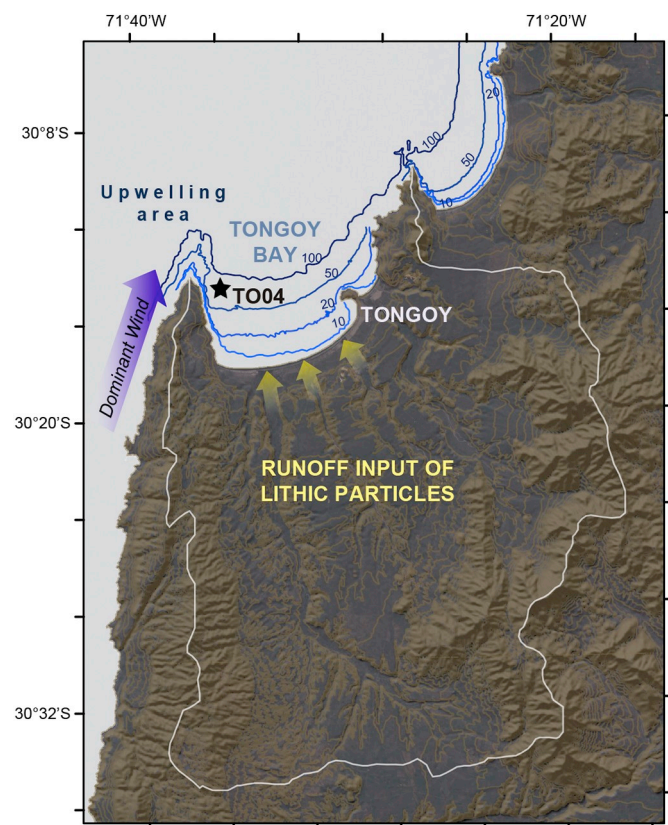 71°40'W
71°20'W
30°8'S
100
20
50
10
Upwelling
area
TONGOY
BAY
100
50
TO04
20
10
TONGOY
Dominant Wind
30°20'S
RUNOFF INPUT OF
LITHIC PARTICLES
30°32'S